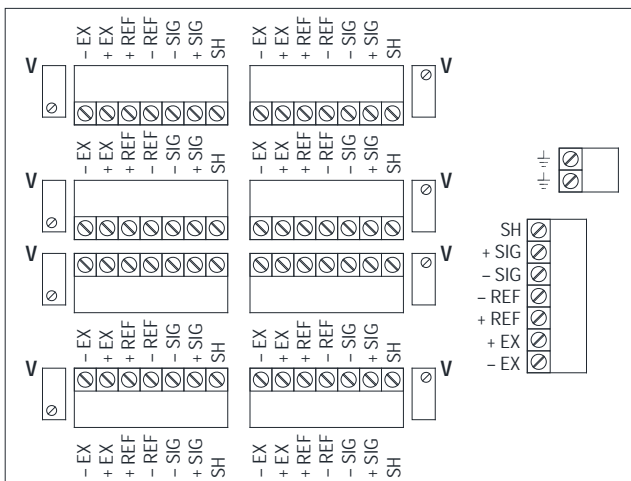 – EX + EX + REF – REF – SIG + SIG SH
– EX + EX + REF – REF – SIG + SIG SH
V
V
– EX + EX + REF – REF – SIG + SIG SH
– EX + EX + REF – REF – SIG + SIG SH
V
V
V
V
– EX + EX + REF – REF – SIG + SIG SH
– EX + EX + REF – REF – SIG + SIG SH
V
V
– EX + EX + REF – REF – SIG + SIG SH
– EX + EX + REF – REF – SIG + SIG SH
SH
+ SIG
– SIG
– REF
+ REF
+ EX
– EX